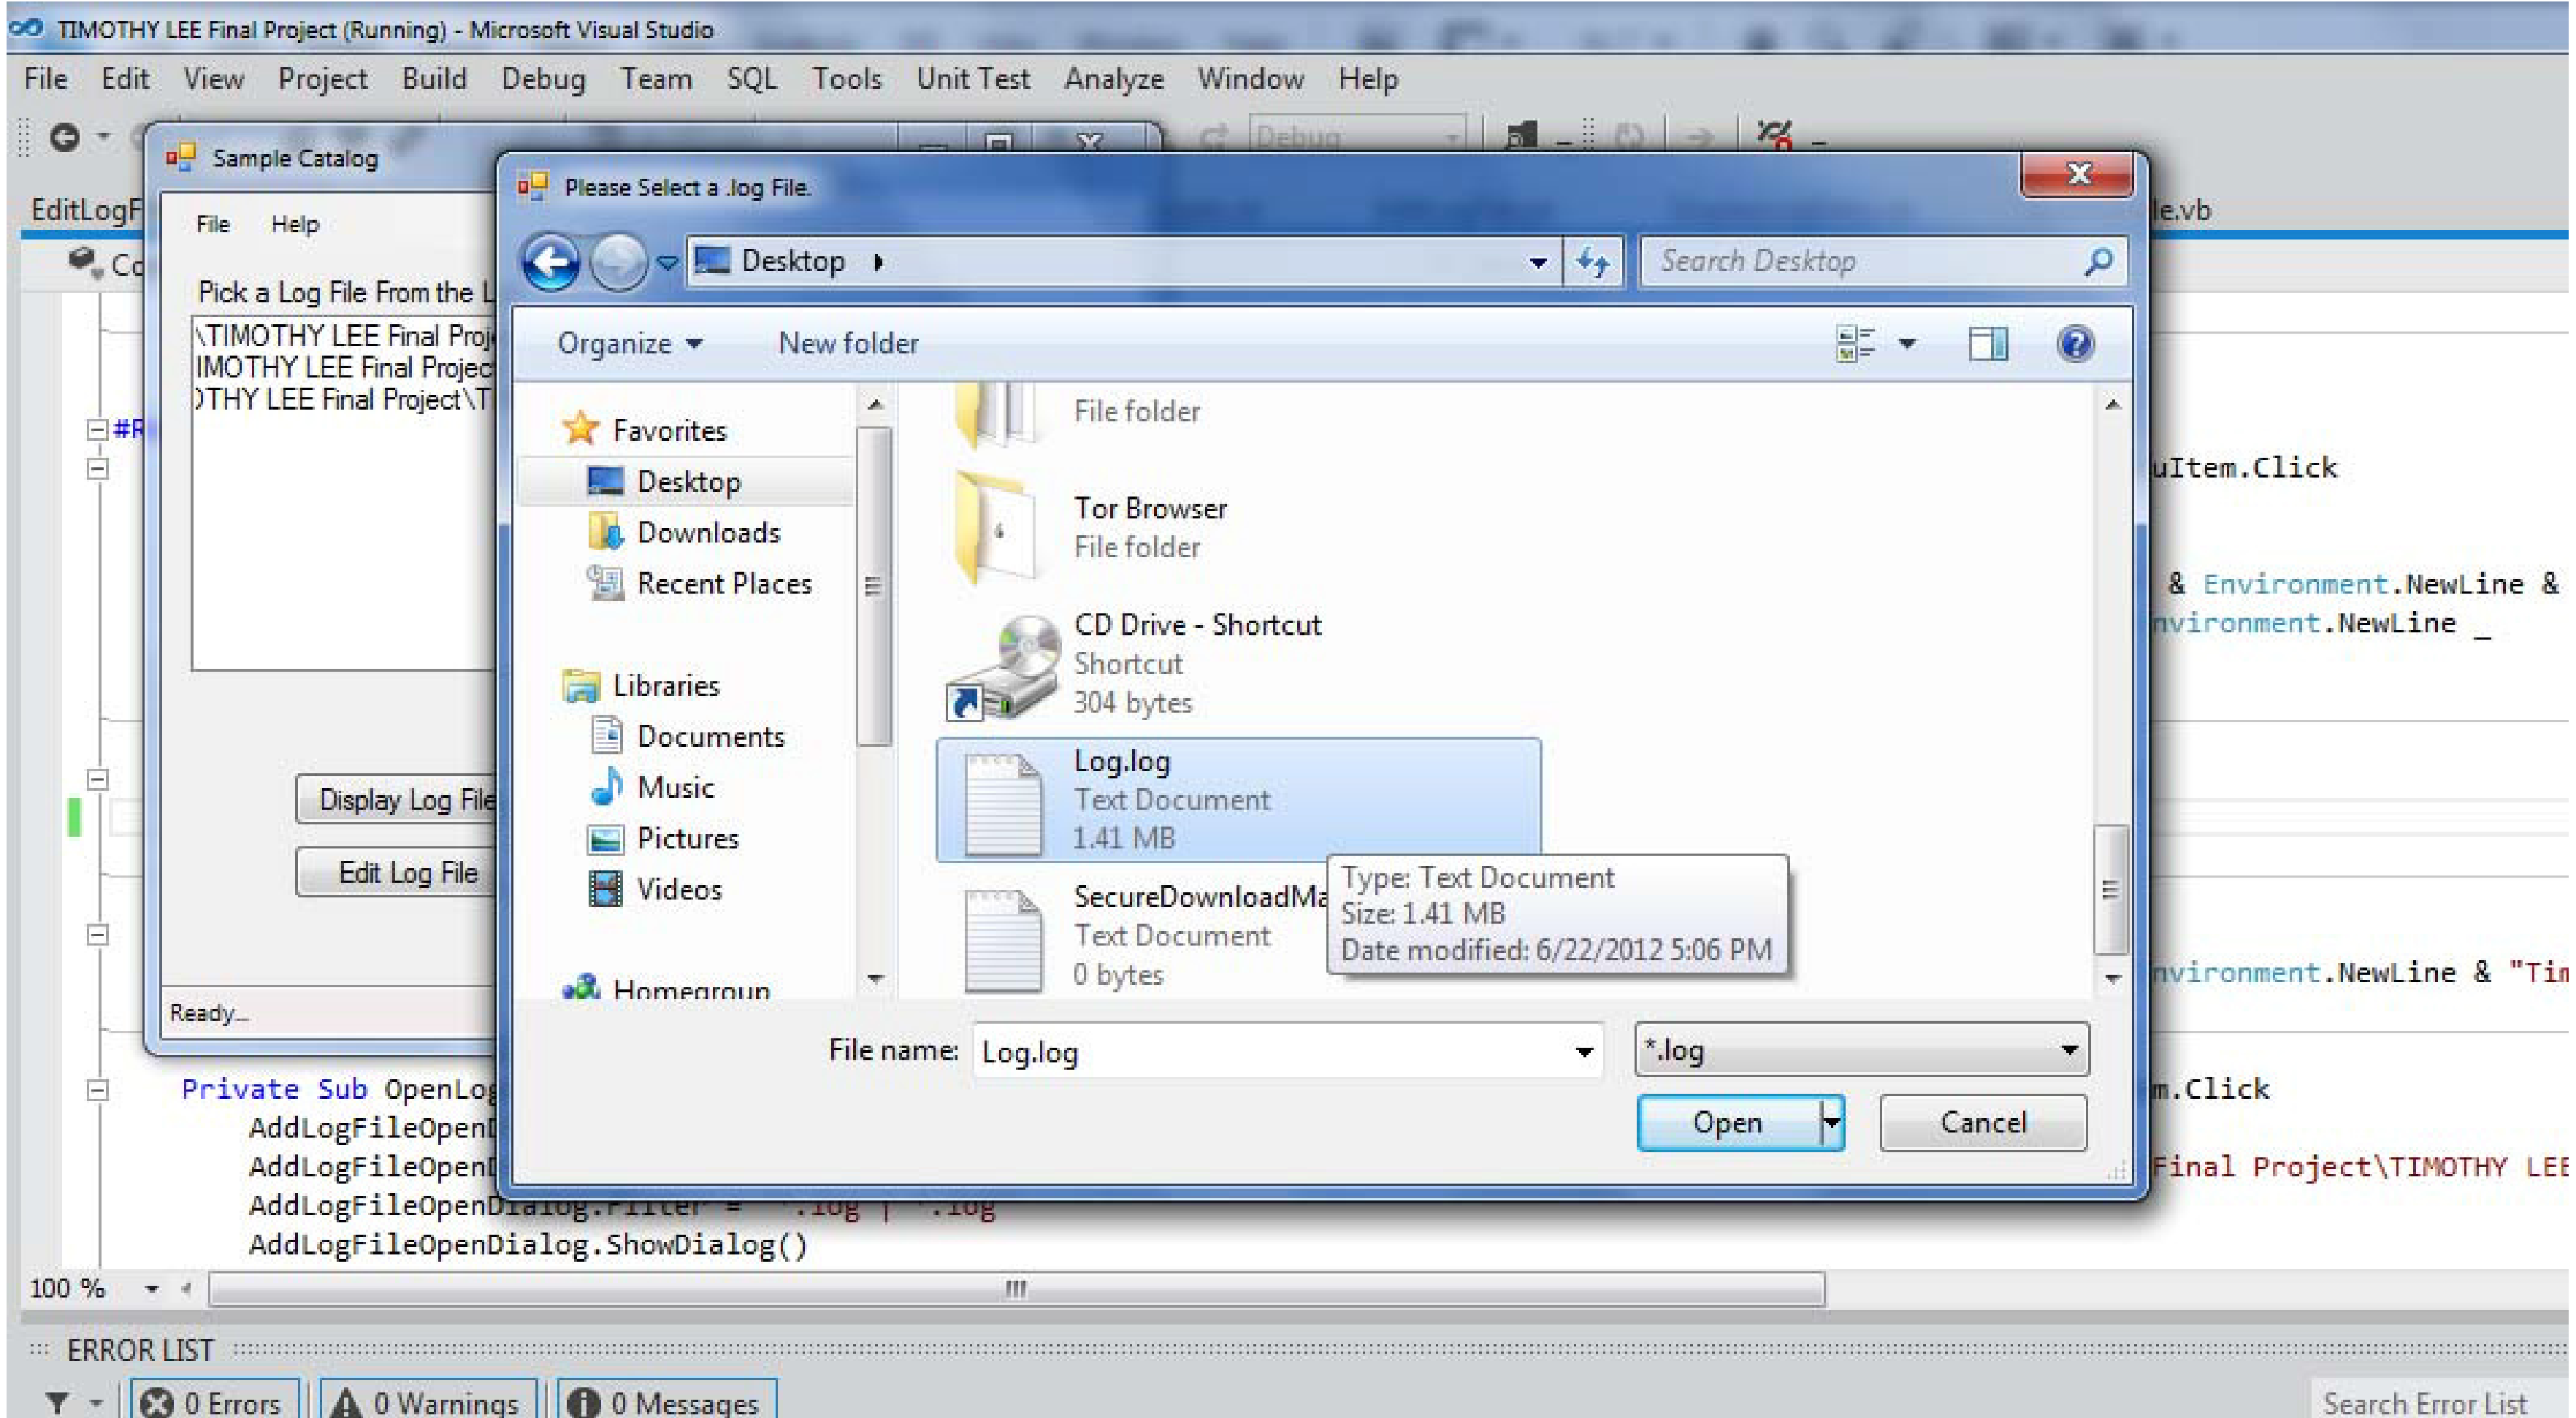 TIMOTHY LEE Final Project (Running) - Microsoft Visual Studio
File Edit View Project Build Debug Team SQL Tools Unit Test Analyze Window Help
Debug
Sample Catalog
File Help
Pick a Log File From the L
\TIMOTHY LEE Final Proj
IMOTHY LEE Final Projec
OTHY LEE Final Project\T
Display Log File
Edit Log File
Ready...
Please Select a .log File.
Desktop
Search Desktop
Organize New folder
Favorites
Desktop
Downloads
Recent Places
Libraries
Documents
Music
Pictures
Videos
Homegroup
File folder
Tor Browser
File folder
CD Drive - Shortcut
Shortcut
304 bytes
Log.log
Text Document
1.41 MB
SecureDownloadMa
Text Document
0 bytes
Type: Text Document
Size: 1.41 MB
Date modified: 6/22/2012 5:06 PM
File name: Log.log
*.log
Open Cancel
EditLogF
le.vb
Co
#R
uItem.Click
& Environment.NewLine &
nvironment.NewLine _
nvironment.NewLine & "Tim
Private Sub OpenLog
m.Click
AddLogFileOpenD
AddLogFileOpenD
Final Project\TIMOTHY LEE
AddLogFileOpenDialog.Filter = "*.log | *.log
AddLogFileOpenDialog.ShowDialog()
100 %
ERROR LIST
0 Errors 0 Warnings 0 Messages
Search Error List